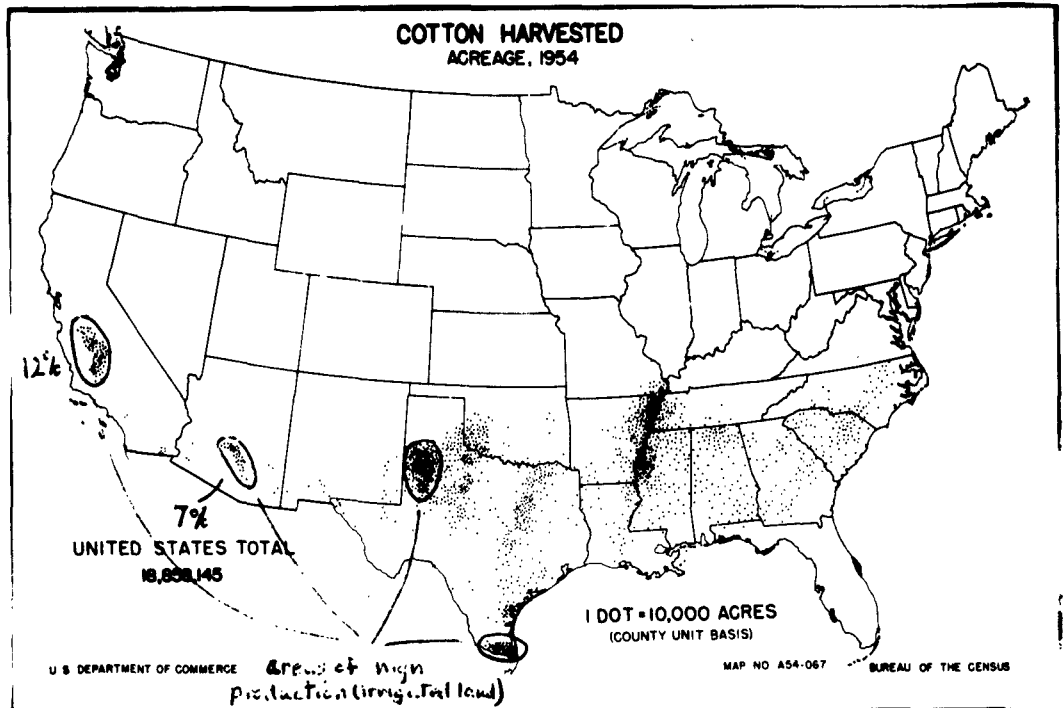 COTTON HARVESTED
ACREAGE, 1954
12%
7%
UNITED STATES TOTAL
18,858,145
1 DOT = 10,000 ACRES
(COUNTY UNIT BASIS)
U S DEPARTMENT OF COMMERCE
MAP NO A54-067
BUREAU OF THE CENSUS
areas of high
production (irrigated land)